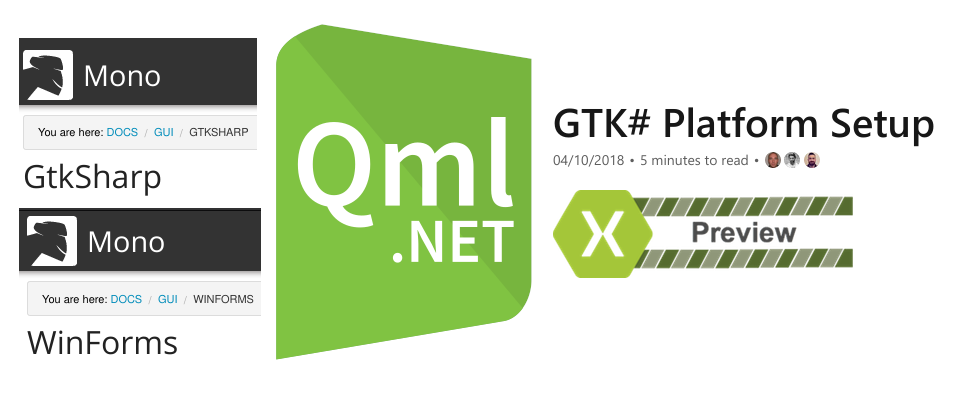 Mono
You are here: DOCS / GUI / GTKSHARP
GtkSharp
Mono
You are here: DOCS / GUI / WINFORMS
WinForms
Qml
.NET
GTK# Platform Setup
04/10/2018 • 5 minutes to read •
X
Preview